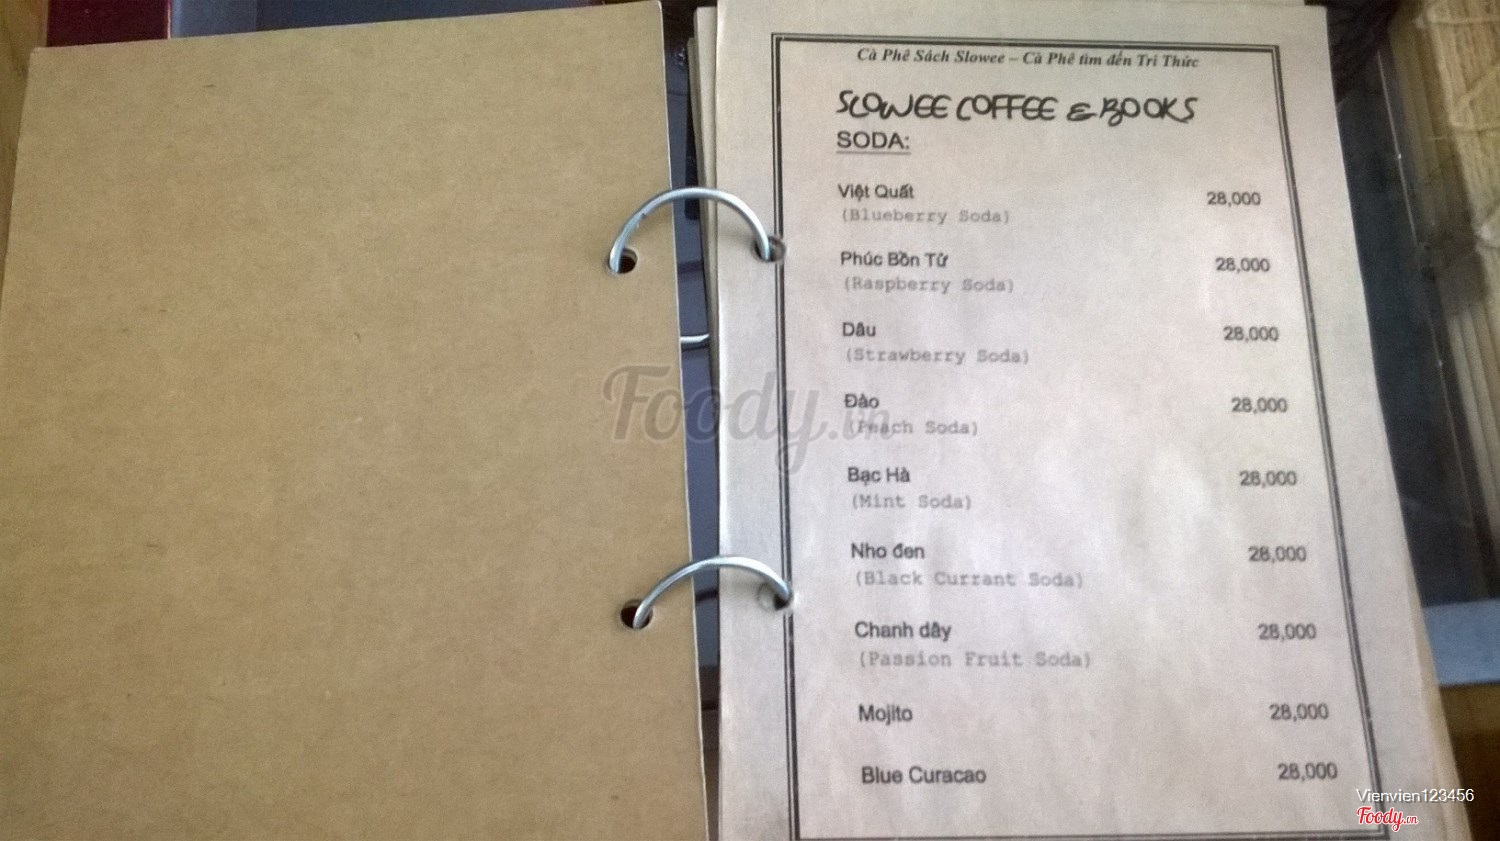 Cà Phê Sách Slowee – Cà Phê tìm đến Tri Thức
SLOWEE COFFEE & BOOKS
SODA:
Việt Quất 28,000
(Blueberry Soda)
Phúc Bồn Tử 28,000
(Raspberry Soda)
Dâu 28,000
(Strawberry Soda)
Đào 28,000
(Peach Soda)
Bạc Hà 28,000
(Mint Soda)
Nho đen 28,000
(Black Currant Soda)
Chanh dây 28,000
(Passion Fruit Soda)
Mojito 28,000
Blue Curacao 28,000
Foody.vn
Vienvien123456
Foody.vn